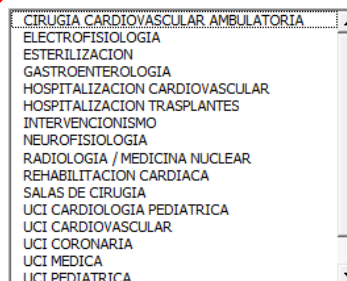 CIRUGIA CARDIOVASCULAR AMBULATORIA
ELECTROFISIOLOGIA
ESTERILIZACION
GASTROENTEROLOGIA
HOSPITALIZACION CARDIOVASCULAR
HOSPITALIZACION TRASPLANTES
INTERVENCIONISMO
NEUROFISIOLOGIA
RADIOLOGIA / MEDICINA NUCLEAR
REHABILITACION CARDIACA
SALAS DE CIRUGIA
UCI CARDIOLOGIA PEDIATRICA
UCI CARDIOVASCULAR
UCI CORONARIA
UCI MEDICA
UCI PEDIATRICA